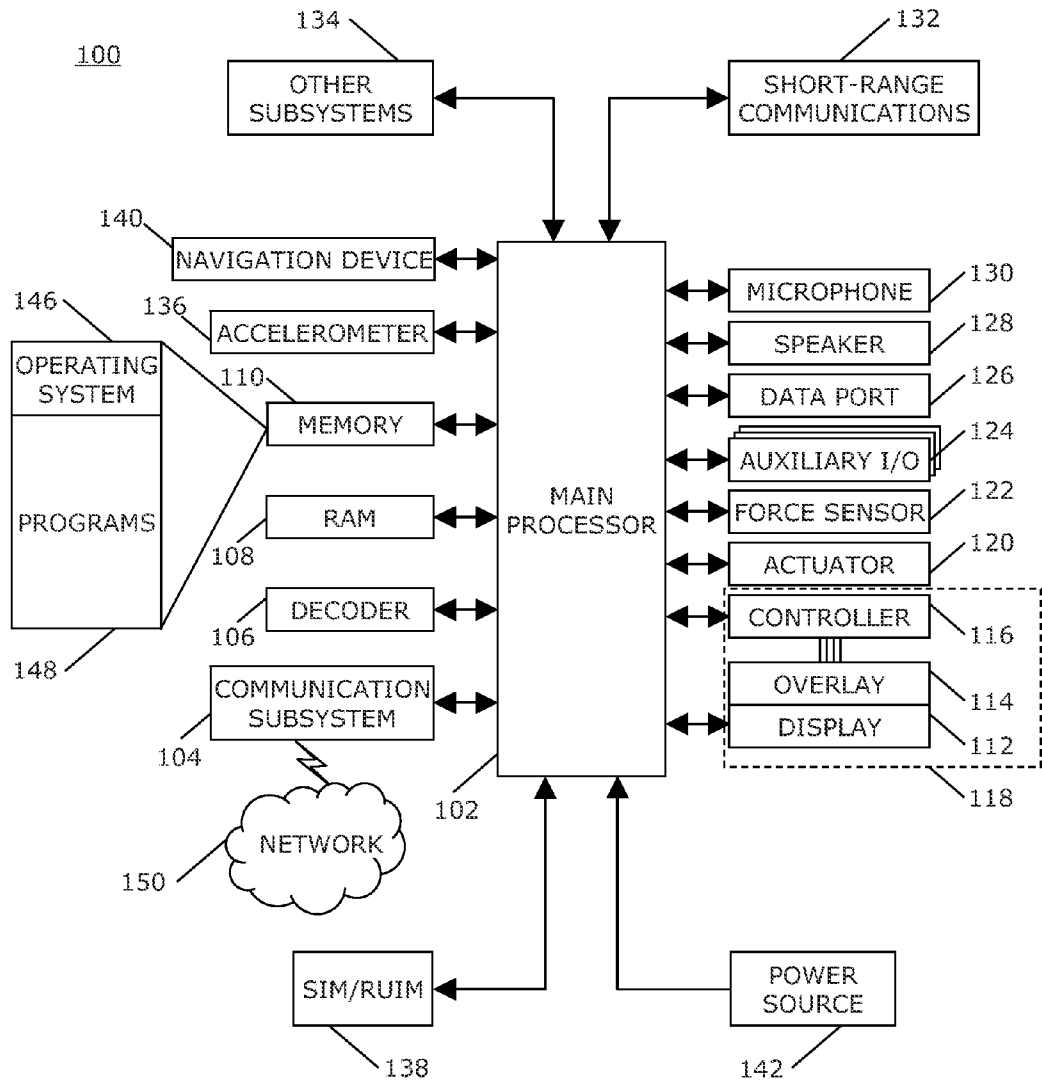 100
134
OTHER
SUBSYSTEMS
132
SHORT-RANGE
COMMUNICATIONS
140
NAVIGATION DEVICE
136
ACCELEROMETER
146
OPERATING
SYSTEM
PROGRAMS
148
110
MEMORY
RAM
108
DECODER
106
COMMUNICATION
SUBSYSTEM
104
NETWORK
150
MAIN
PROCESSOR
102
MICROPHONE
130
SPEAKER
128
DATA PORT
126
AUXILIARY I/O
124
FORCE SENSOR
122
ACTUATOR
120
CONTROLLER
116
OVERLAY
114
DISPLAY
112
118
SIM/RUIM
138
POWER
SOURCE
142